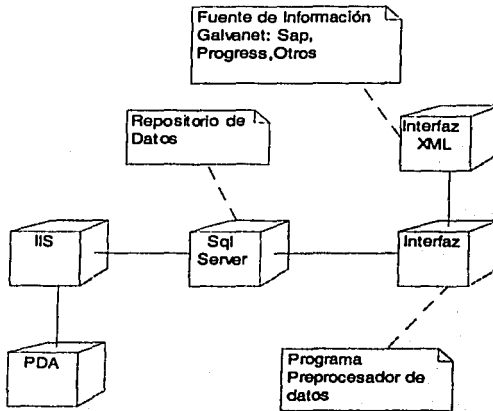 Fuente de Información
Galvanet: Sap,
Progress,Otros
Repositorio de
Datos
Interfaz
XML
IIS
Sql
Server
Interfaz
PDA
Programa
Preprocesador de
datos